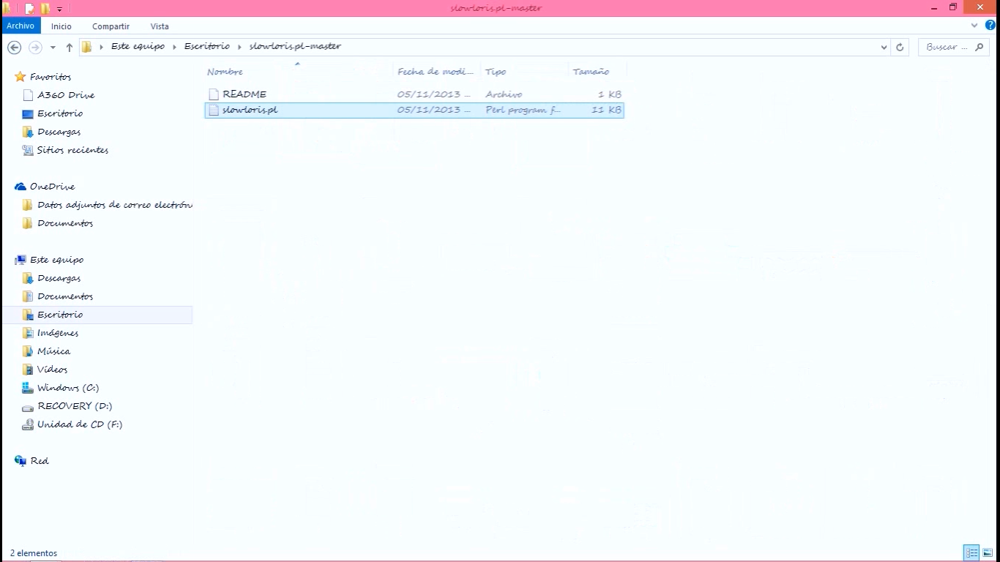 slowloris.pl-master
Archivo Inicio Compartir Vista
Este equipo Escritorio slowloris.pl-master Buscar ...
Nombre Fecha de modi... Tipo Tamaño
README 05/11/2013 ... Archivo 1 KB
slowloris.pl 05/11/2013 ... Perl program f... 11 KB
Favoritos
A360 Drive
Escritorio
Descargas
Sitios recientes
OneDrive
Datos adjuntos de correo electrón
Documentos
Este equipo
Descargas
Documentos
Escritorio
Imágenes
Música
Vídeos
Windows (C:)
RECOVERY (D:)
Unidad de CD (F:)
Red
2 elementos